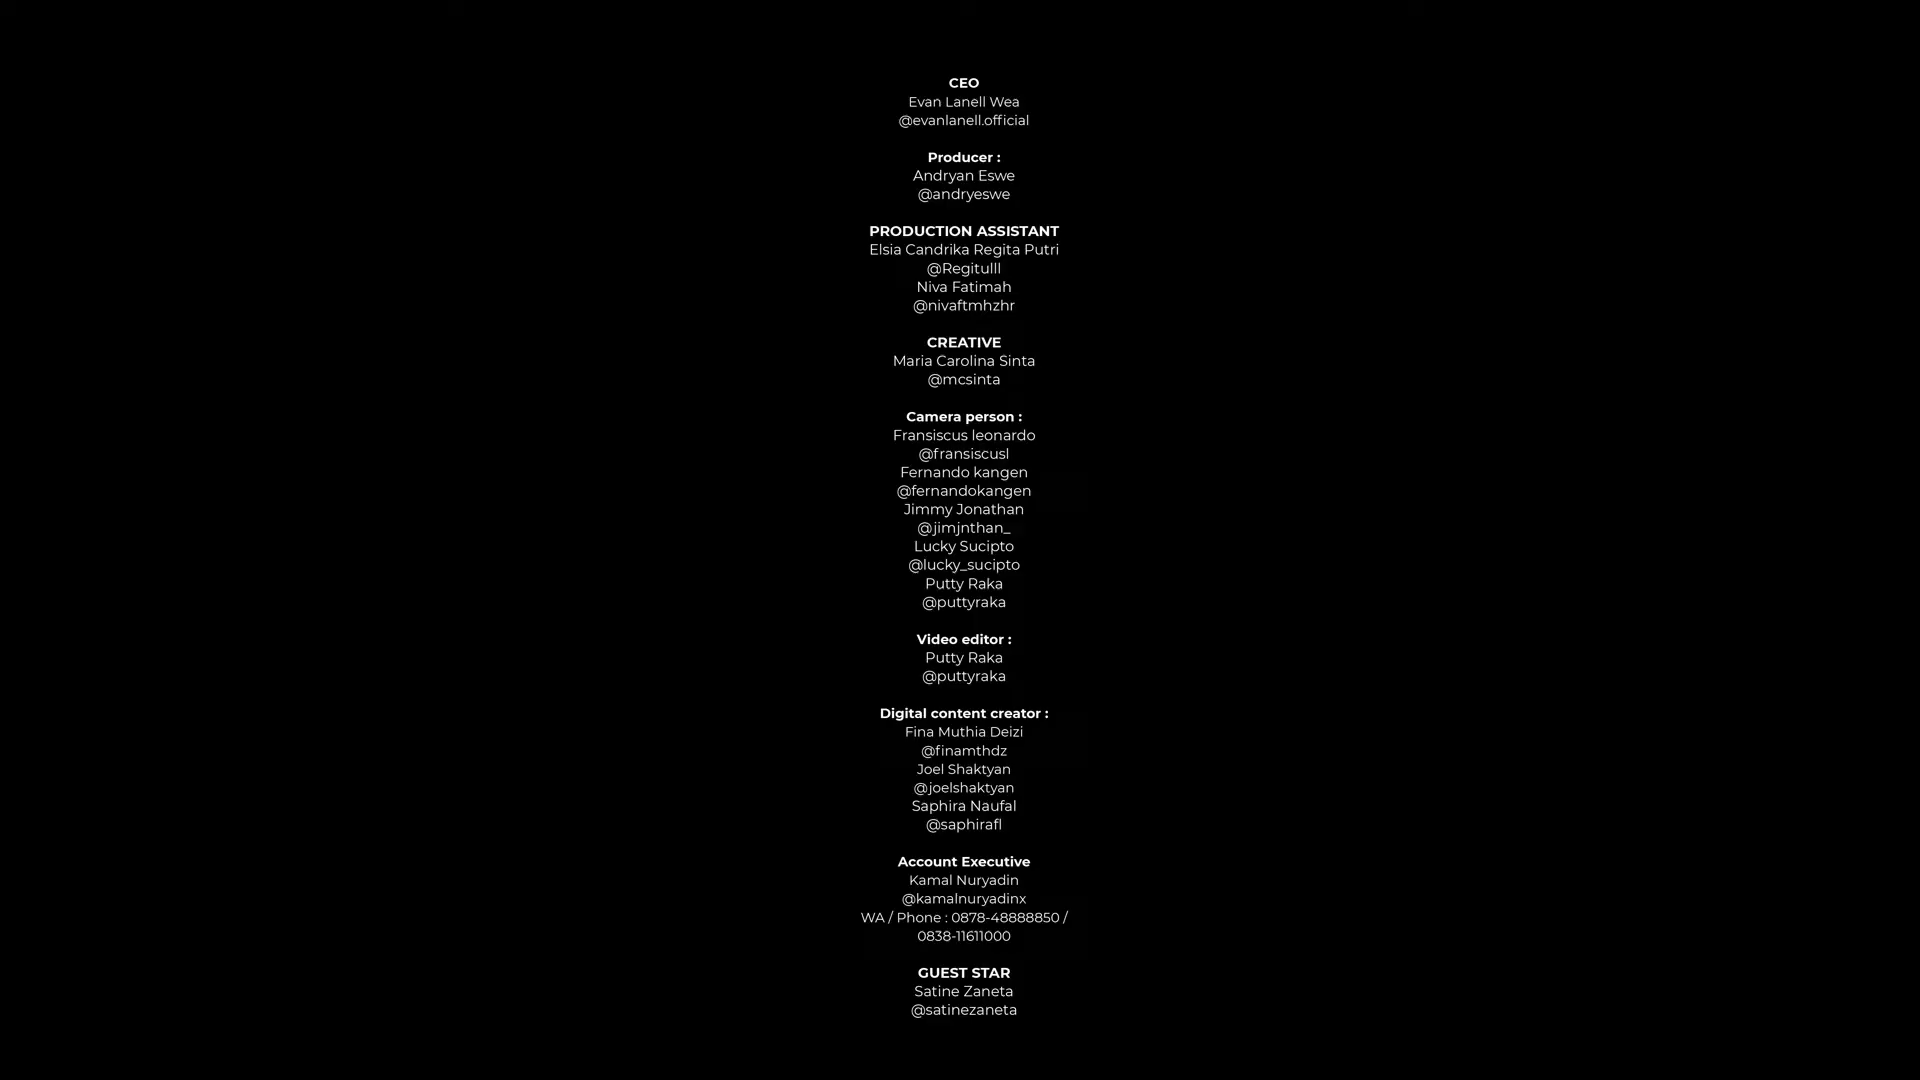 CEO
Evan Lanell Wea
@evanlanell.official
Producer :
Andryan Eswe
@andryeswe
PRODUCTION ASSISTANT
Elsia Candrika Regita Putri
@Regitulll
Niva Fatimah
@nivaftmhzhr
CREATIVE
Maria Carolina Sinta
@mcsinta
Camera person :
Fransiscus leonardo
@fransiscusl
Fernando kangen
@fernandokangen
Jimmy Jonathan
@jimjnthan_
Lucky Sucipto
@lucky_sucipto
Putty Raka
@puttyraka
Video editor :
Putty Raka
@puttyraka
Digital content creator :
Fina Muthia Deizi
@finamthdz
Joel Shaktyan
@joelshaktyan
Saphira Naufal
@saphirafl
Account Executive
Kamal Nuryadin
@kamalnuryadinx
WA / Phone : 0878-48888850 /
0838-11611000
GUEST STAR
Satine Zaneta
@satinezaneta